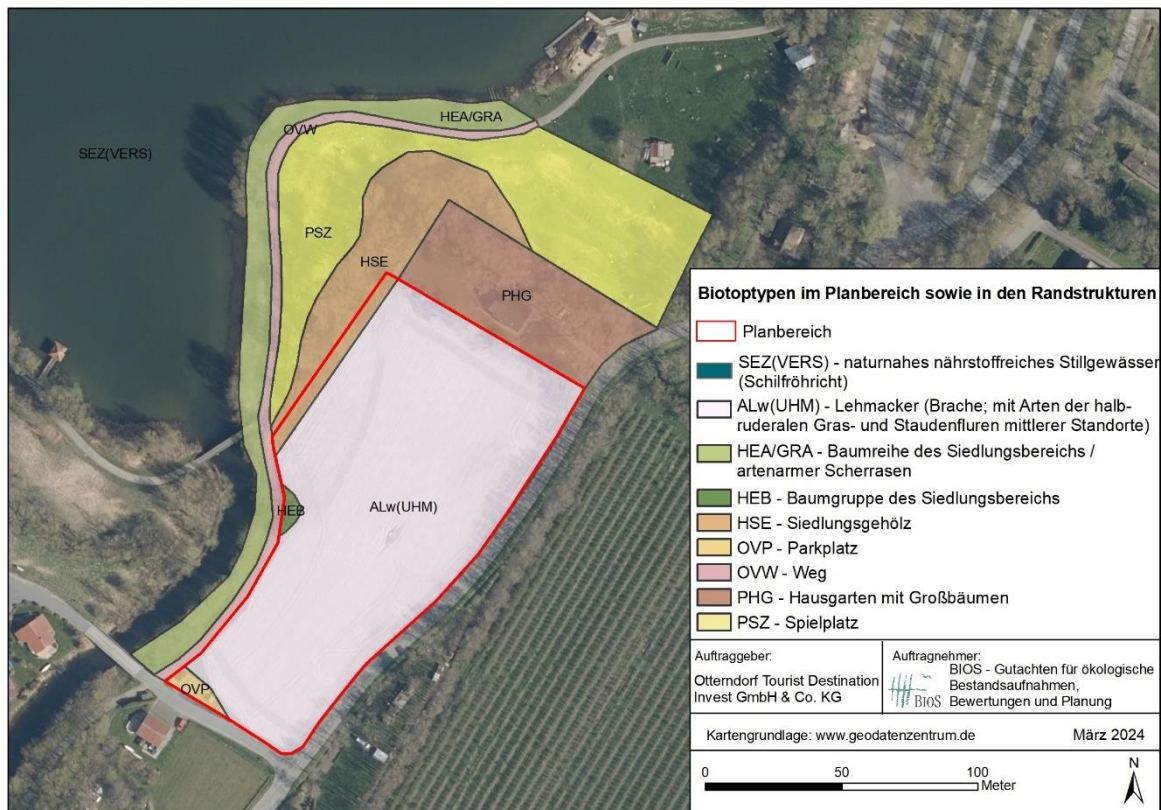 HEA/GRA
OVW
SEZ(VERS)
PSZ
HSE
PHG
HEB
ALw(UHM)
OVP
Biotoptypen im Planbereich sowie in den Randstrukturen
Planbereich
SEZ(VERS) - naturnahes nährstoffreiches Stillgewässer
(Schilfröhricht)
ALw(UHM) - Lehmacker (Brache; mit Arten der halb-
ruderalen Gras- und Staudenfluren mittlerer Standorte)
HEA/GRA - Baumreihe des Siedlungsbereichs /
artenarmer Scherrasen
HEB - Baumgruppe des Siedlungsbereichs
HSE - Siedlungsgehölz
OVP - Parkplatz
OVW - Weg
PHG - Hausgarten mit Großbäumen
PSZ - Spielplatz
Auftraggeber:
Otterndorf Tourist Destination
Invest GmbH & Co. KG
Auftragnehmer:
BIOS - Gutachten für ökologische
Bestandsaufnahmen,
Bewertungen und Planung
BIOS
Kartengrundlage: www.geodatenzentrum.de März 2024
0 50 100
Meter
N